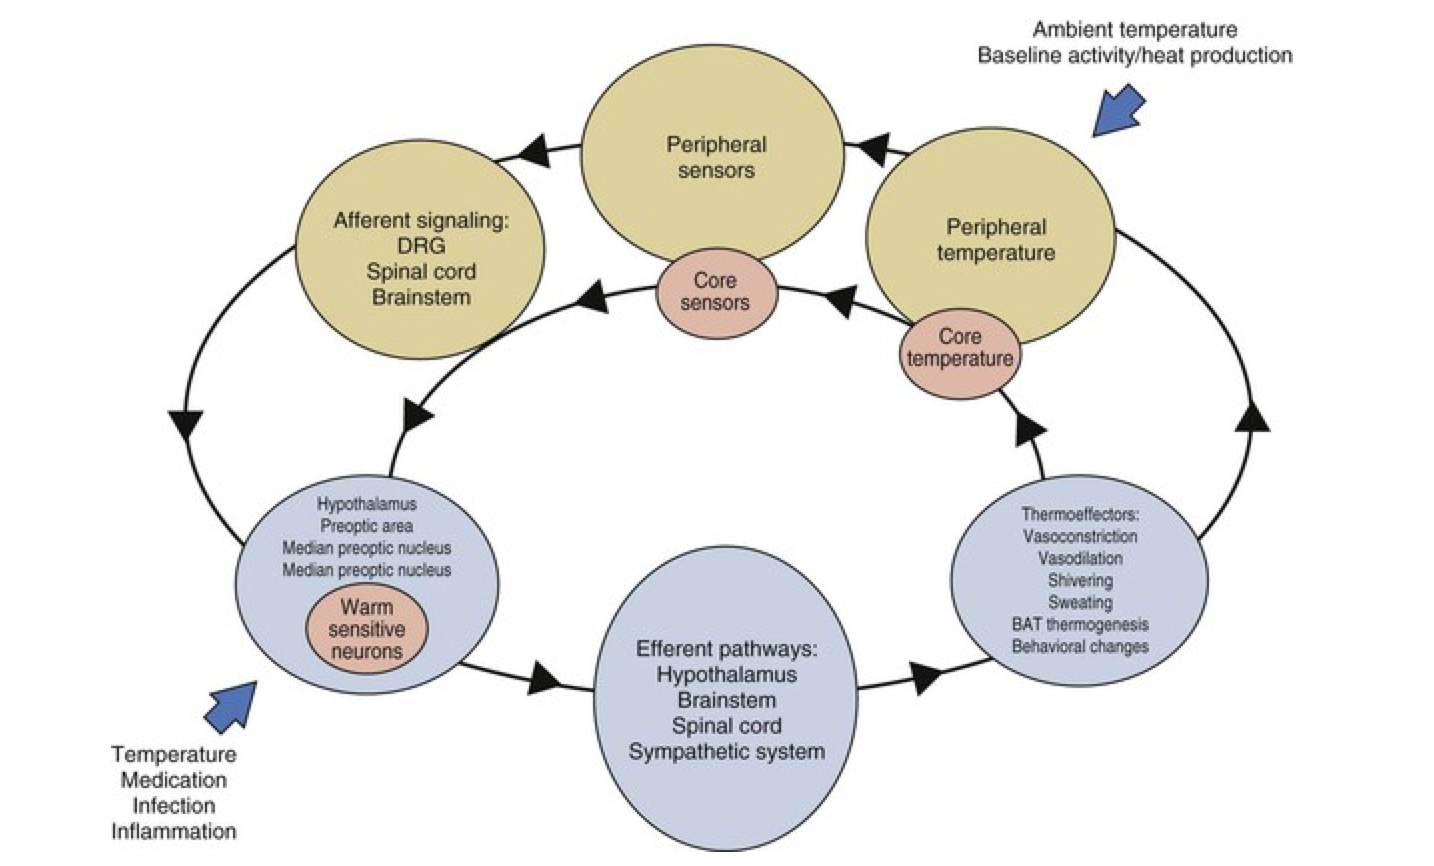 Ambient temperature
Baseline activity/heat production
Peripheral
sensors
Peripheral
temperature
Afferent signaling:
DRG
Spinal cord
Brainstem
Core
sensors
Core
temperature
Hypothalamus
Preoptic area
Median preoptic nucleus
Median preoptic nucleus
Warm
sensitive
neurons
Thermoeffectors:
Vasoconstriction
Vasodilation
Shivering
Sweating
BAT thermogenesis
Behavioral changes
Efferent pathways:
Hypothalamus
Brainstem
Spinal cord
Sympathetic system
Temperature
Medication
Infection
Inflammation